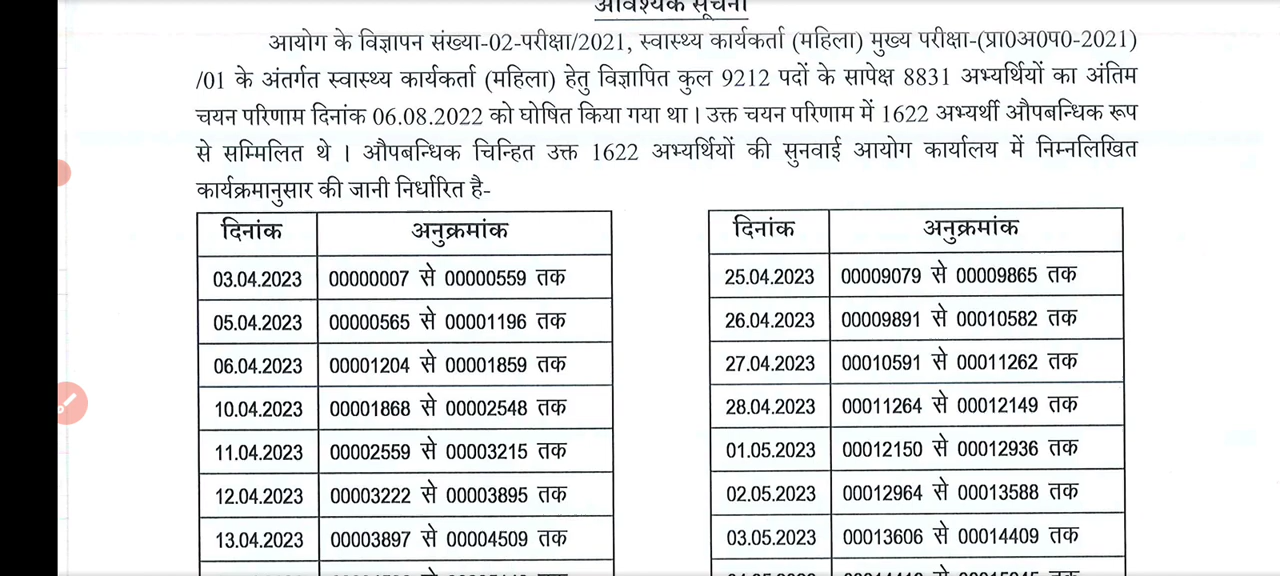 आवश्यक सूचना
आयोग के विज्ञापन संख्या-02-परीक्षा/2021, स्वास्थ्य कार्यकर्ता (महिला) मुख्य परीक्षा-(प्रा0अ0प0-2021)
/01 के अंतर्गत स्वास्थ्य कार्यकर्ता (महिला) हेतु विज्ञापित कुल 9212 पदों के सापेक्ष 8831 अभ्यर्थियों का अंतिम
चयन परिणाम दिनांक 06.08.2022 को घोषित किया गया था। उक्त चयन परिणाम में 1622 अभ्यर्थी औपबन्धिक रूप
से सम्मिलित थे। औपबन्धिक चिन्हित उक्त 1622 अभ्यर्थियों की सुनवाई आयोग कार्यालय में निम्नलिखित
कार्यक्रमानुसार की जानी निर्धारित है-
दिनांक अनुक्रमांक
03.04.2023 00000007 से 00000559 तक
05.04.2023 00000565 से 00001196 तक
06.04.2023 00001204 से 00001859 तक
10.04.2023 00001868 से 00002548 तक
11.04.2023 00002559 से 00003215 तक
12.04.2023 00003222 से 00003895 तक
13.04.2023 00003897 से 00004509 तक
दिनांक अनुक्रमांक
25.04.2023 00009079 से 00009865 तक
26.04.2023 00009891 से 00010582 तक
27.04.2023 00010591 से 00011262 तक
28.04.2023 00011264 से 00012149 तक
01.05.2023 00012150 से 00012936 तक
02.05.2023 00012964 से 00013588 तक
03.05.2023 00013606 से 00014409 तक